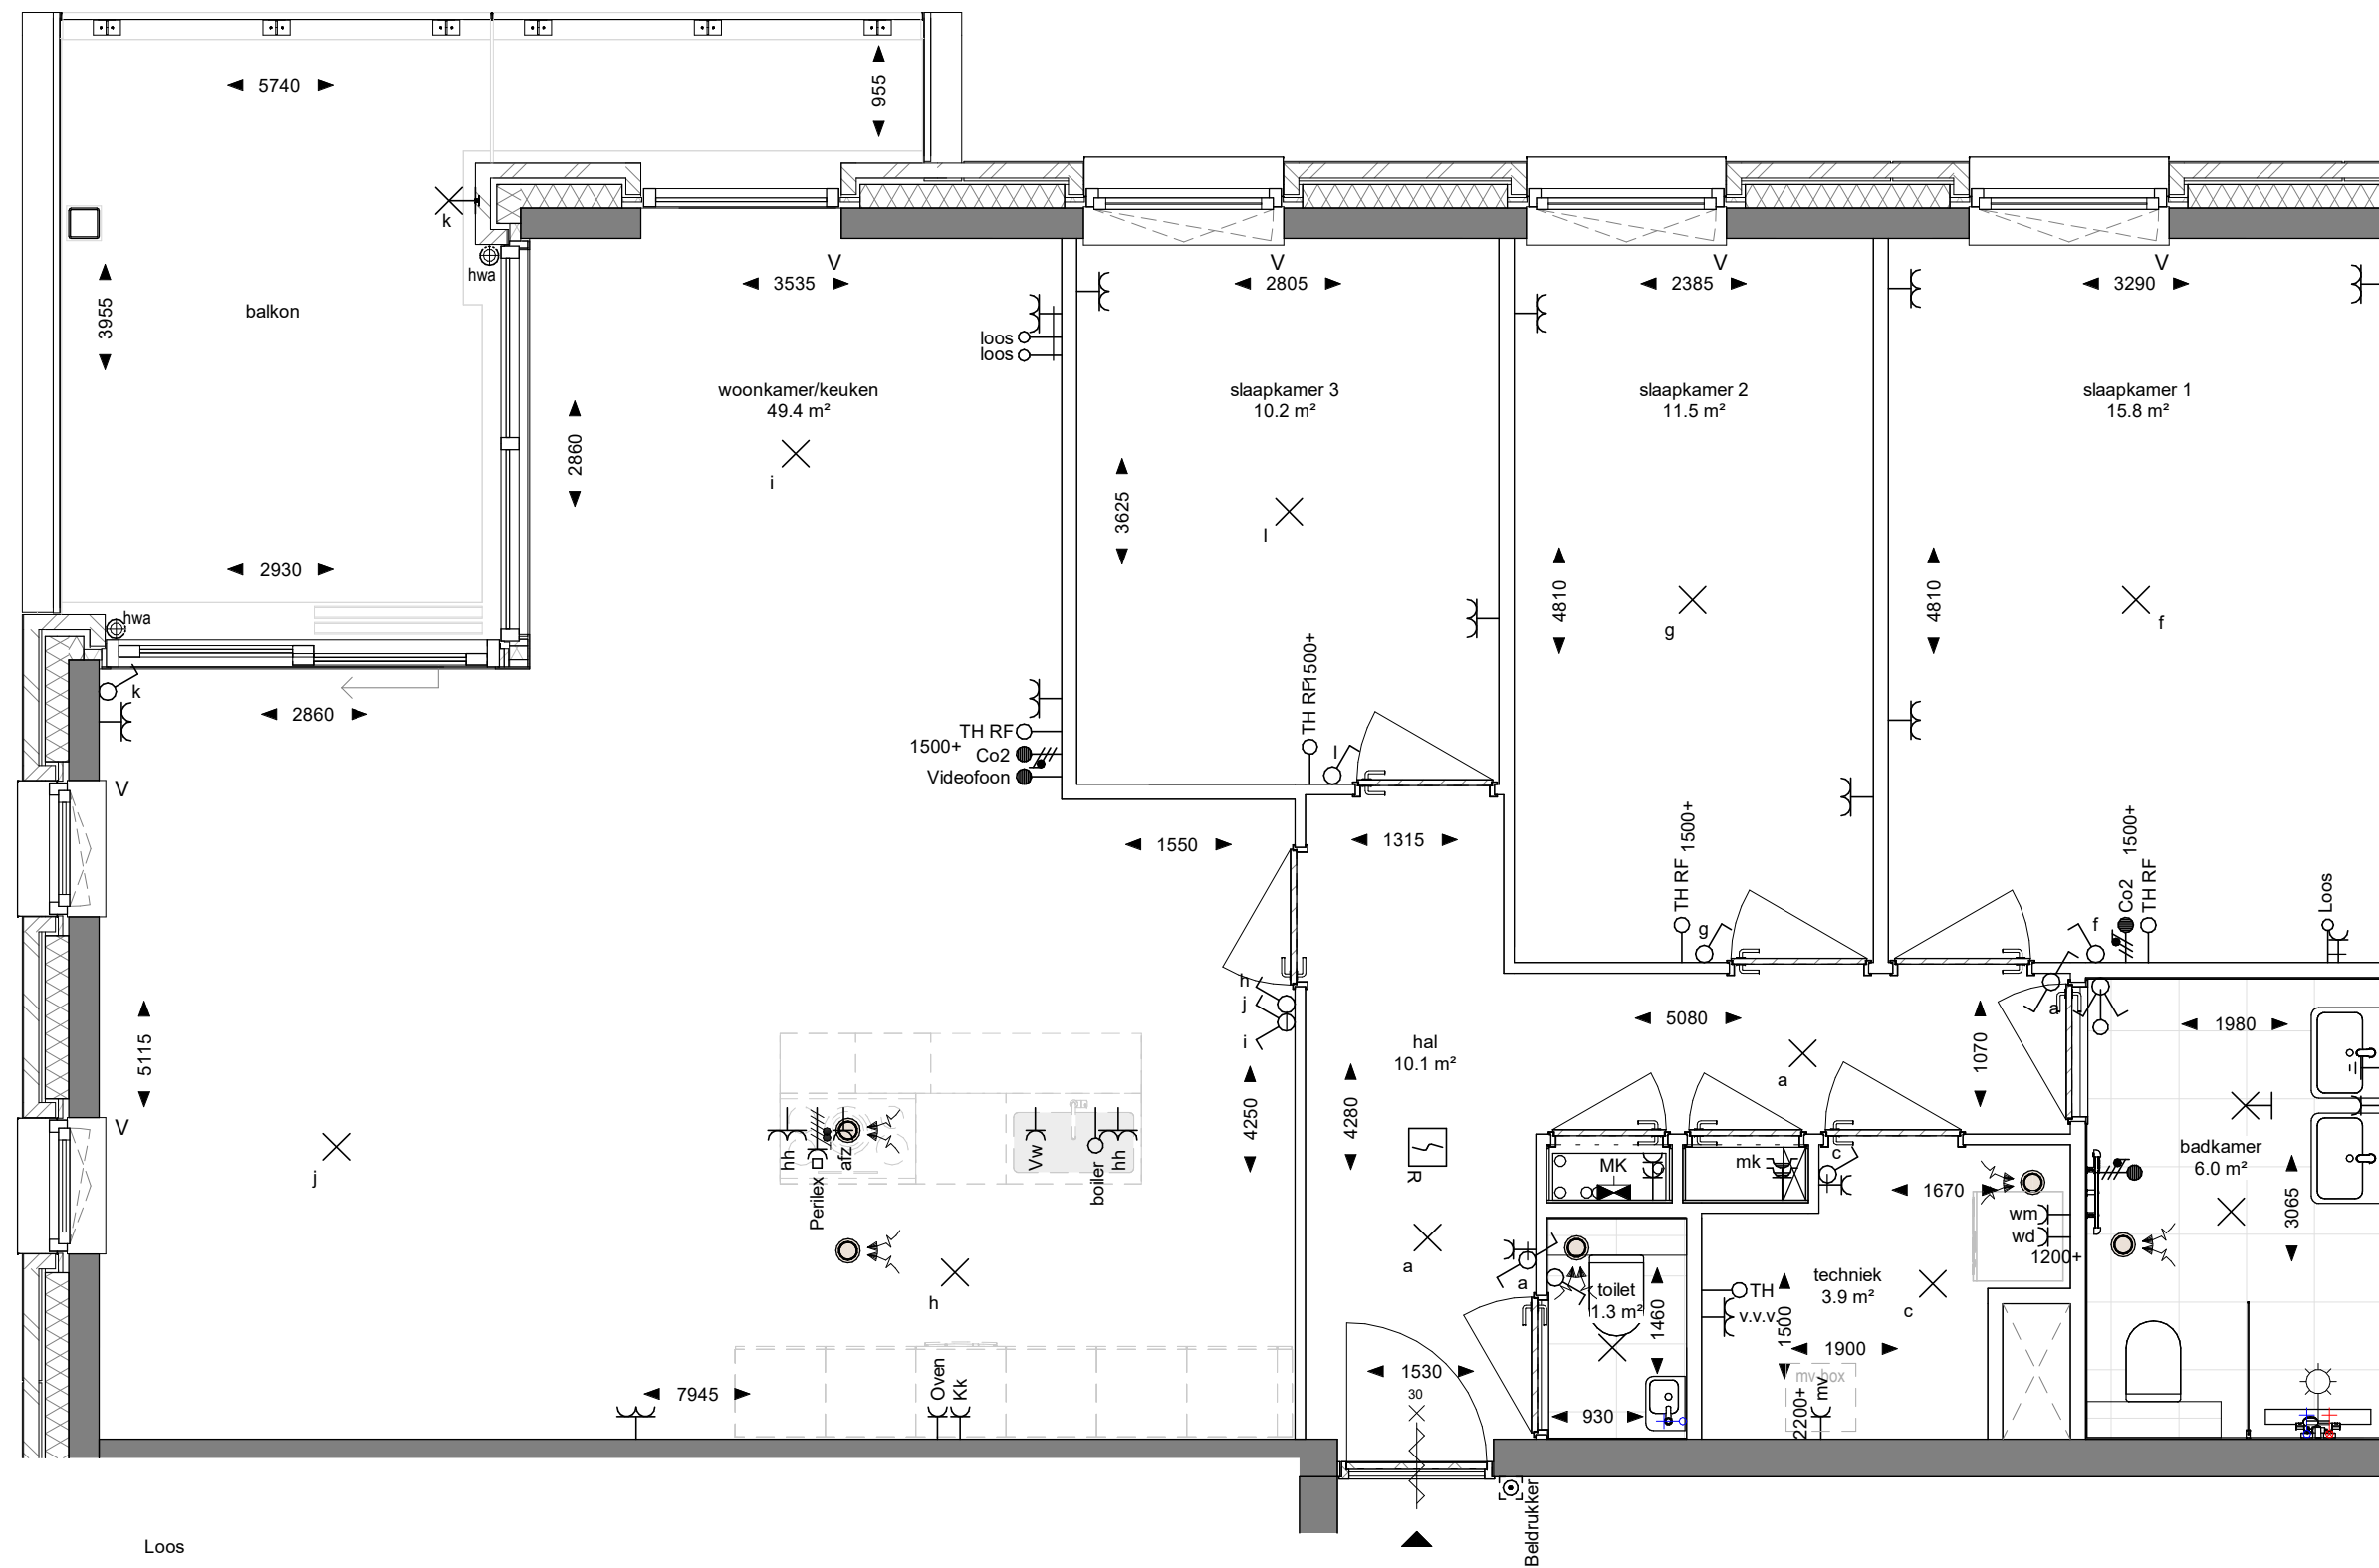 5740
955
k
hwa
3955
balkon
2930
hwa
k
2860
V
3535
loos
loos
woonkamer/keuken
49.4 m²
2860
i
TH RF
1500+
Co2
Videofoon
V
2805
slaapkamer 3
10.2 m²
3625
l
TH RF
1500+
l
V
2385
slaapkamer 2
11.5 m²
4810
g
TH RF
1500+
g
V
3290
slaapkamer 1
15.8 m²
4810
f
f
Co2
TH RF
1500+
Loos
V
V
5115
j
1550
1315
h
j
i
4250
4280
hal
10.1 m²
5080
a
1070
a
1980
badkamer
6.0 m²
3065
hh
Perilex
afz
Vw
boiler
hh
h
7945
Oven
Kk
R
a
1530
30
MK
mk
c
1670
wm
wd
1200+
a
toilet
1.3 m²
1460
930
TH
v.v.v.
1500
techniek
3.9 m²
c
1900
mv-box
mv
2200+
Beldrukker
Loos